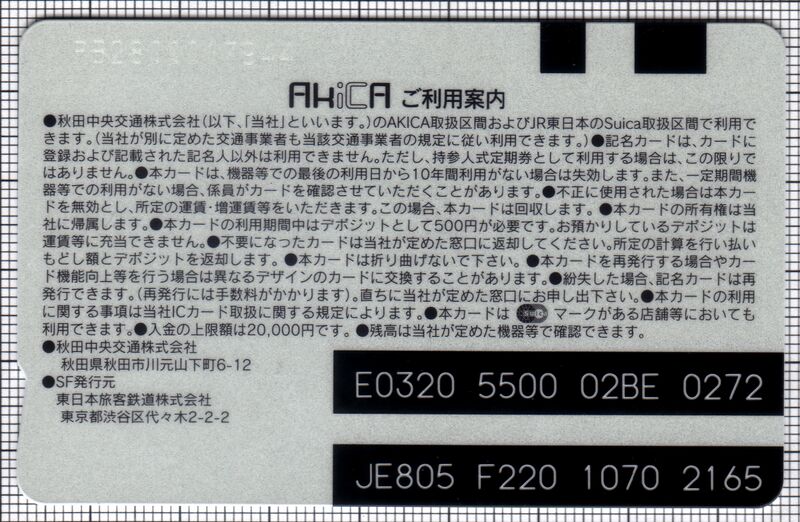 AkiCA ご利用案内
●秋田中央交通株式会社(以下、「当社」といいます。)のAKICA取扱区間およびJR東日本のSuica取扱区間で利用で
きます。(当社が別に定めた交通事業者も当該交通事業者の規定に従い利用できます。)●記名カードは、カードに
登録および記載された記名人以外は利用できません。ただし、持参人式定期券として利用する場合は、この限りで
はありません。●本カードは、機器等での最後の利用日から10年間利用がない場合は失効します。また、一定期間機
器等での利用がない場合、係員がカードを確認させていただくことがあります。●不正に使用された場合は本カー
ドを無効とし、所定の運賃・増運賃等をいただきます。この場合、本カードは回収します。●本カードの所有権は当
社に帰属します。●本カードの利用期間中はデポジットとして500円が必要です。お預かりしているデポジットは
運賃等に充当できません。●不要になったカードは当社が定めた窓口に返却してください。所定の計算を行い払い
もどし額とデポジットを返却します。●本カードは折り曲げないで下さい。●本カードを再発行する場合やカー
ド機能向上等を行う場合は異なるデザインのカードに交換することがあります。●紛失した場合、記名カードは再
発行できます。(再発行には手数料がかかります)。直ちに当社が定めた窓口にお申し出下さい。●本カードの利用
に関する事項は当社ICカード取扱に関する規定によります。●本カードは マークがある店舗等においても
利用できます。●入金の上限額は20,000円です。●残高は当社が定めた機器等で確認できます。
●秋田中央交通株式会社
秋田県秋田市川元山下町6-12
●SF発行元
東日本旅客鉄道株式会社
東京都渋谷区代々木2-2-2
E0320 5500 02BE 0272
JE805 F220 1070 2165